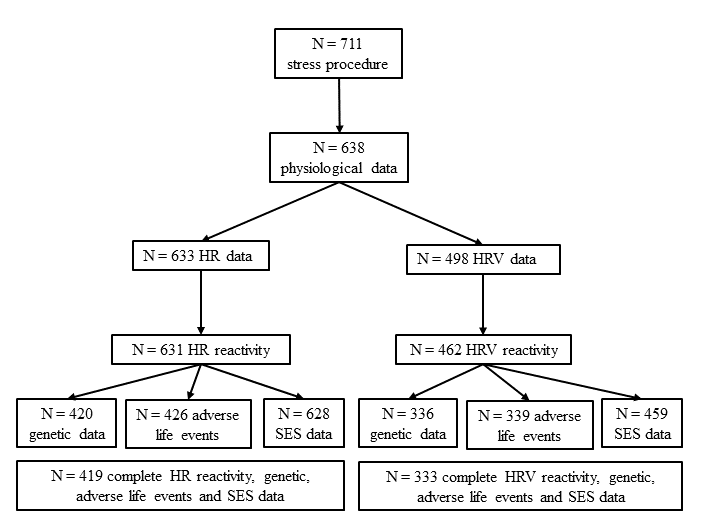 N = 711
stress procedure
N = 638
physiological data
N = 633 HR data
N = 498 HRV data
N = 631 HR reactivity
N = 462 HRV reactivity
N = 420
genetic data
N = 426 adverse
life events
N = 628
SES data
N = 336
genetic data
N = 339 adverse
life events
N = 459
SES data
N = 419 complete HR reactivity, genetic,
adverse life events and SES data
N = 333 complete HRV reactivity, genetic,
adverse life events and SES data